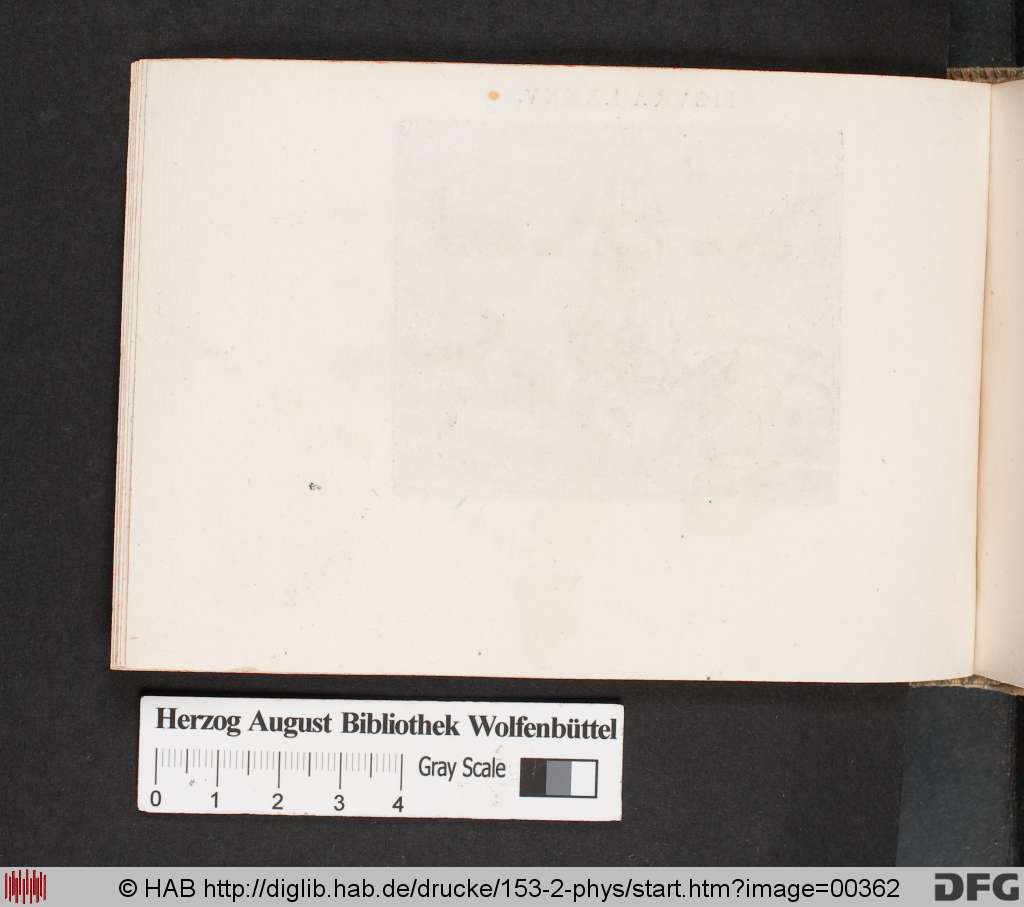 Herzog August Bibliothek Wolfenbüttel
Gray Scale
0 1 2 3 4
© HAB http://diglib.hab.de/drucke/153-2-phys/start.htm?image=00362
DFG